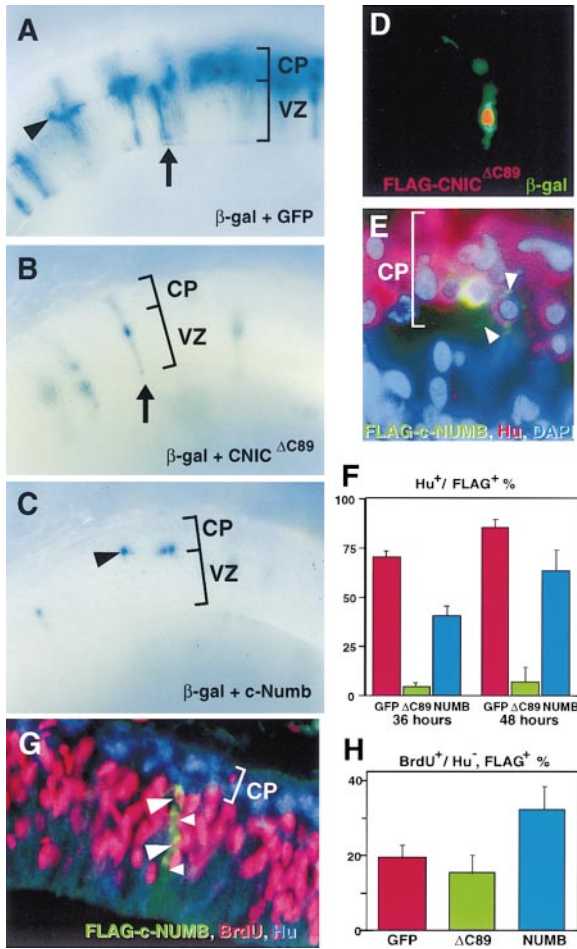 A
CP
VZ
β-gal + GFP
B
CP
VZ
β-gal + CNIC ΔC89
C
CP
VZ
β-gal + c-Numb
D
FLAG-CNIC ΔC89 β-gal
E
CP
FLAG-c-NUMB, Hu, DAPI
F
Hu+/ FLAG+ %
100
75
50
25
0
GFP ΔC89 NUMB GFP ΔC89 NUMB
36 hours 48 hours
G
CP
FLAG-c-NUMB, BrdU, Hu
H
BrdU+/ Hu-, FLAG+ %
40
20
0
GFP ΔC89 NUMB